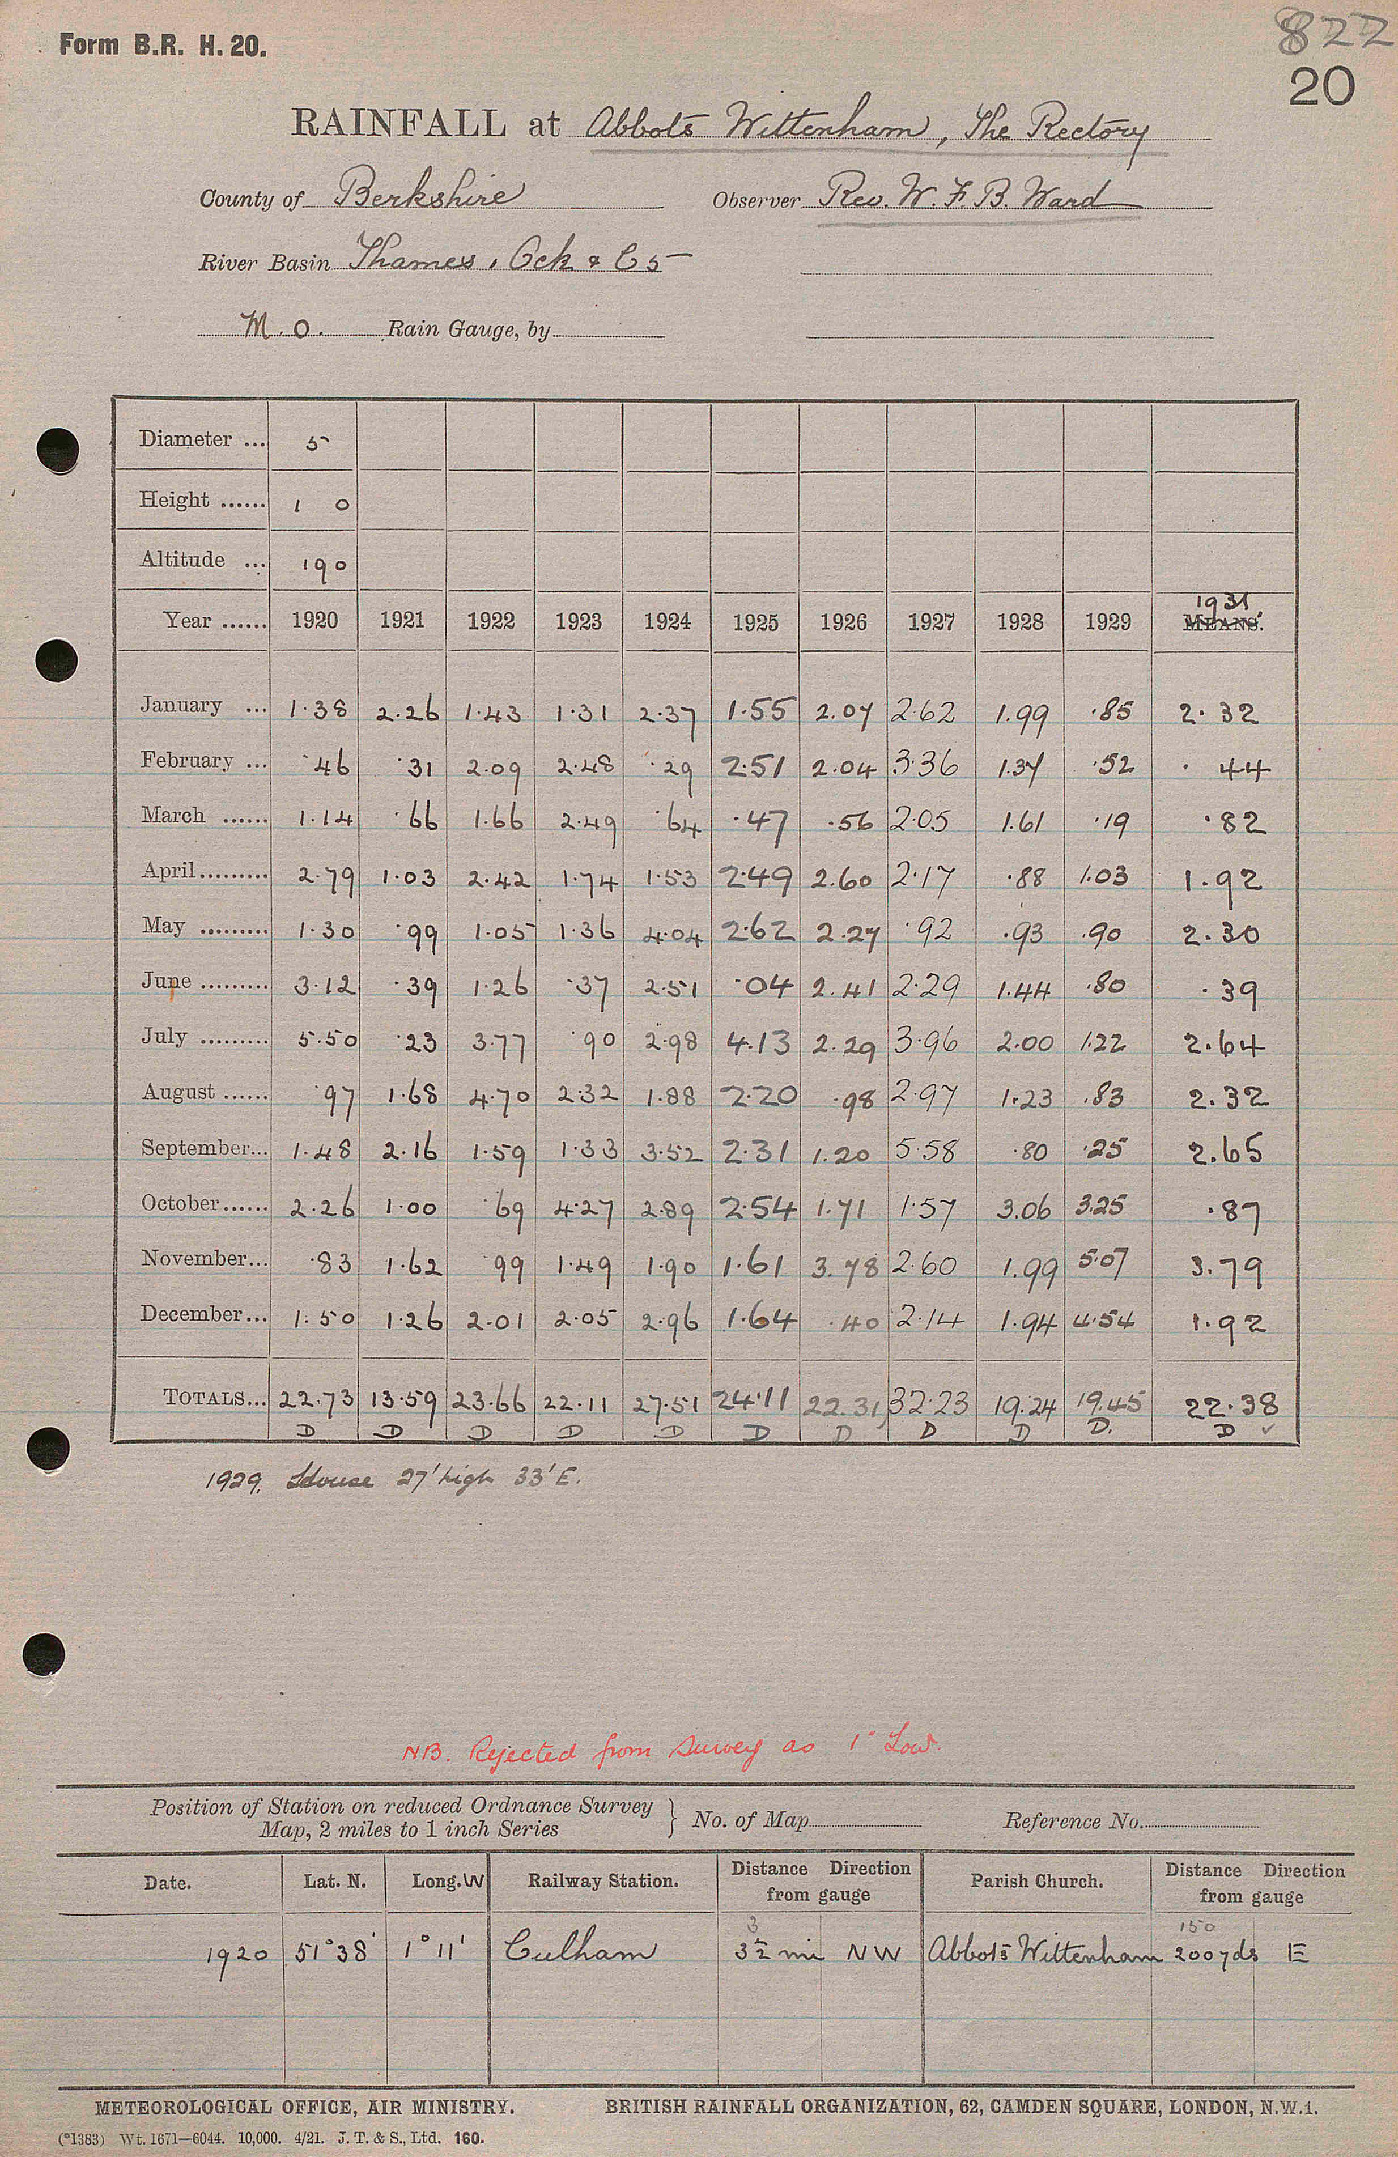 Form B.R. H. 20.
822
20
RAINFALL at Abbots Wittenham, The Rectory
County of Berkshire Observer Rev. W. F. B. Ward
River Basin Thames, Ock & C5
M.O. Rain Gauge, by
Diameter ... 5
Height ...... 1 0
Altitude ... 190
1931.
Year ...... 1920 1921 1922 1923 1924 1925 1926 1927 1928 1929 MEANS.
January ... 1.38 2.26 1.43 1.31 2.37 1.55 2.07 2.62 1.99 .85 2.32
February ... .46 .31 2.09 2.48 .29 2.51 2.04 3.36 1.37 .52 .44
March ...... 1.14 .66 1.66 2.49 .64 .47 .56 2.05 1.61 .19 .82
April ......... 2.79 1.03 2.42 1.74 1.53 2.49 2.60 2.17 .88 1.03 1.92
May ......... 1.30 .99 1.05 1.36 4.04 2.62 2.27 .92 .93 .90 2.30
June ......... 3.12 .39 1.26 .37 2.51 .04 2.41 2.29 1.44 .80 .39
July ......... 5.50 .23 3.77 .90 2.98 4.13 2.29 3.96 2.00 1.22 2.64
August ...... .97 1.68 4.70 2.32 1.88 2.20 .98 2.97 1.23 .83 2.32
September... 1.48 2.16 1.59 1.33 3.52 2.31 1.20 5.58 .80 .25 2.65
October...... 2.26 1.00 .69 4.27 2.89 2.54 1.71 1.57 3.06 3.25 .87
November... .83 1.62 .99 1.49 1.90 1.61 3.78 2.60 1.99 5.07 3.79
December... 1.50 1.26 2.01 2.05 2.96 1.64 .40 2.14 1.94 4.54 1.92
TOTALS... 22.73 13.59 23.66 22.11 27.51 24.11 22.31 32.23 19.24 19.45 22.38
D D D D D D D D D D. D ✓
1929. House 27' high 33' E.
NB. Rejected from Survey as 1" Low.
Position of Station on reduced Ordnance Survey
Map, 2 miles to 1 inch Series } No. of Map Reference No.
Date. Lat. N. Long. W Railway Station. Distance Direction from gauge Parish Church. Distance Direction from gauge
3 150
1920 51°38' 1°11' Culham 3½ mi NW Abbots Wittenham 200 yds E
METEOROLOGICAL OFFICE, AIR MINISTRY. BRITISH RAINFALL ORGANIZATION, 62, CAMDEN SQUARE, LONDON, N.W.1.
(*1383) Wt. 1671—6044. 10,000. 4/21. J. T. & S., Ltd. 160.